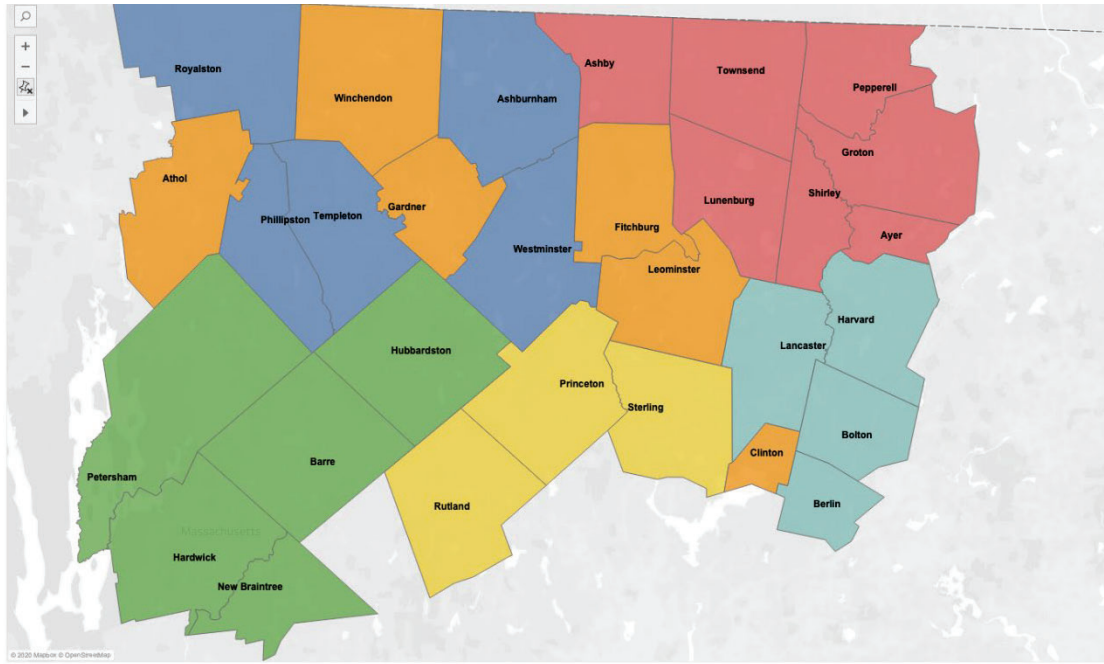 Royalston
Winchendon
Ashburnham
Ashby
Townsend
Pepperell
Groton
Athol
Phillipston
Templeton
Gardner
Westminster
Fitchburg
Lunenburg
Shirley
Ayer
Leominster
Hubbardston
Princeton
Sterling
Lancaster
Harvard
Bolton
Clinton
Berlin
Petersham
Barre
Rutland
Massachusetts
Hardwick
New Braintree
© 2020 Mapbox © OpenStreetMap